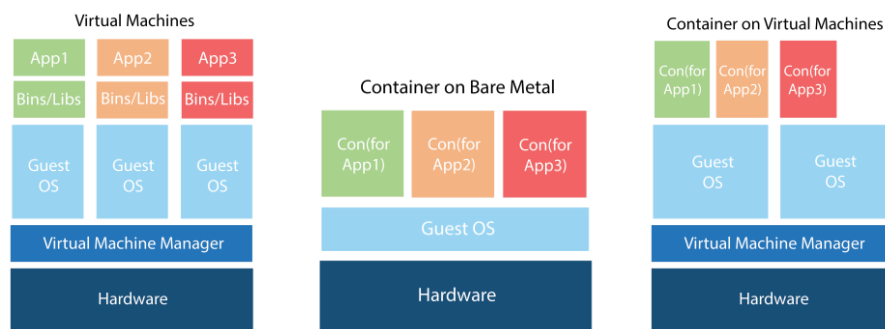 Virtual Machines
App1 App2 App3
Bins/Libs Bins/Libs Bins/Libs
Guest Guest Guest
OS OS OS
Virtual Machine Manager
Hardware
Container on Bare Metal
Con(for Con(for Con(for
App1) App2) App3)
Guest OS
Hardware
Container on Virtual Machines
Con(for Con(for Con(for
App1) App2) App3)
Guest Guest
OS OS
Virtual Machine Manager
Hardware